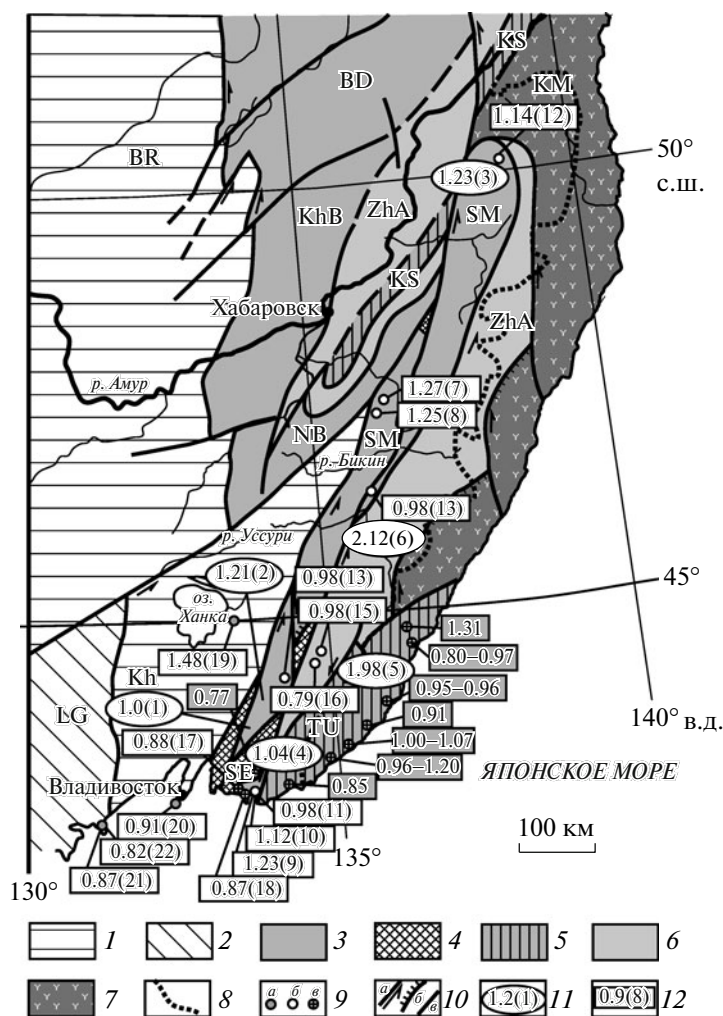 KS
BD
KM
1.14(12)
BR
50°
с.ш.
1.23(3)
ZhA
KhB
SM
KS
Хабаровск
ZhA
р. Амур
1.27(7)
1.25(8)
NB
SM
р. Бикин
0.98(13)
2.12(6)
р. Уссури
1.21(2)
0.98(13)
45°
оз.
Ханка
0.98(15)
1.31
1.48(19)
0.80–0.97
Kh
0.77
1.98(5)
0.95–0.96
1.0(1)
0.79(16)
LG
0.91
140° в.д.
TU
0.88(17)
1.00–1.07
1.04(4)
0.96–1.20
SE
ЯПОНСКОЕ МОРЕ
Владивосток
0.85
0.91(20)
0.98(11)
100 км
0.82(22)
1.12(10)
135°
0.87(21)
1.23(9)
130°
0.87(18)
1
2
3
4
5
6
7
8
а б в
9
а б в
10
1.2(1)
11
0.9(8)
12